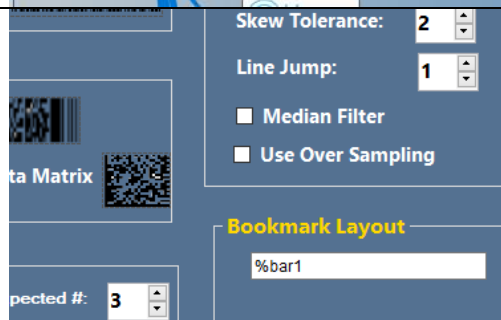 Skew Tolerance: 2
Line Jump: 1
Median Filter
Use Over Sampling
ta Matrix
Bookmark Layout
%bar1
pected #: 3